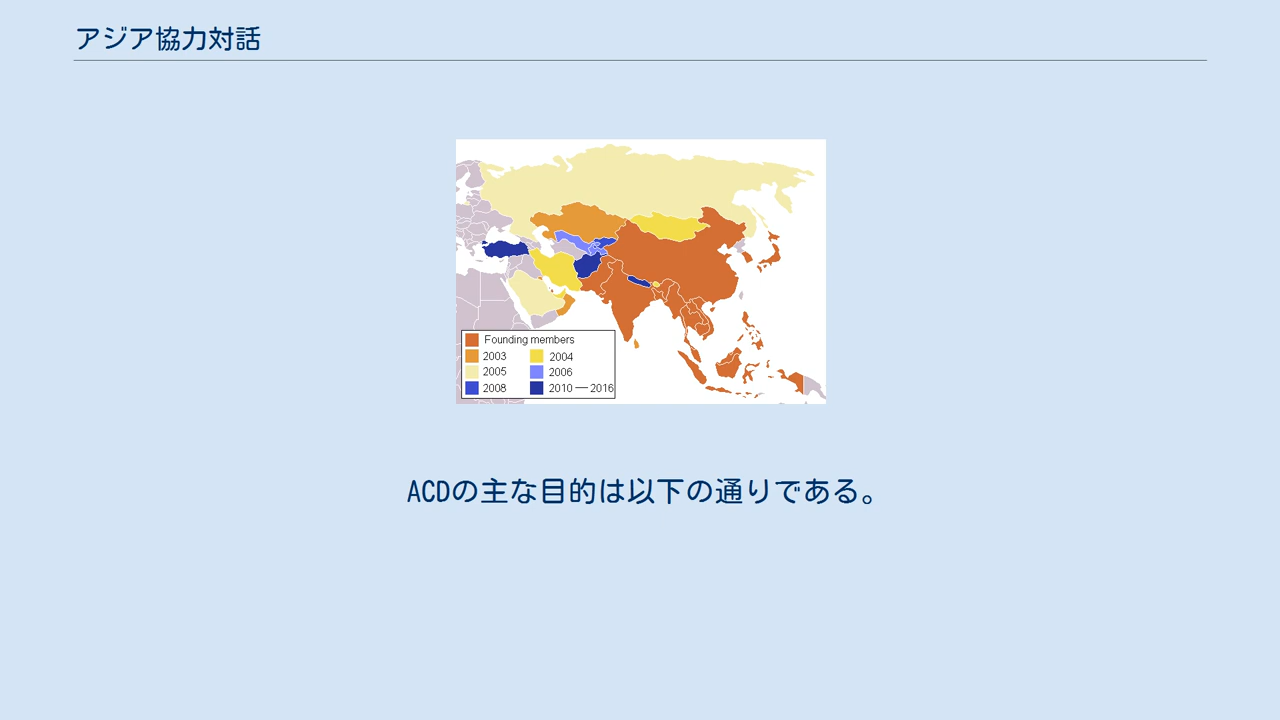 アジア協力対話
Founding members
2003 2004
2005 2006
2008 2010 — 2016
ACDの主な目的は以下の通りである。